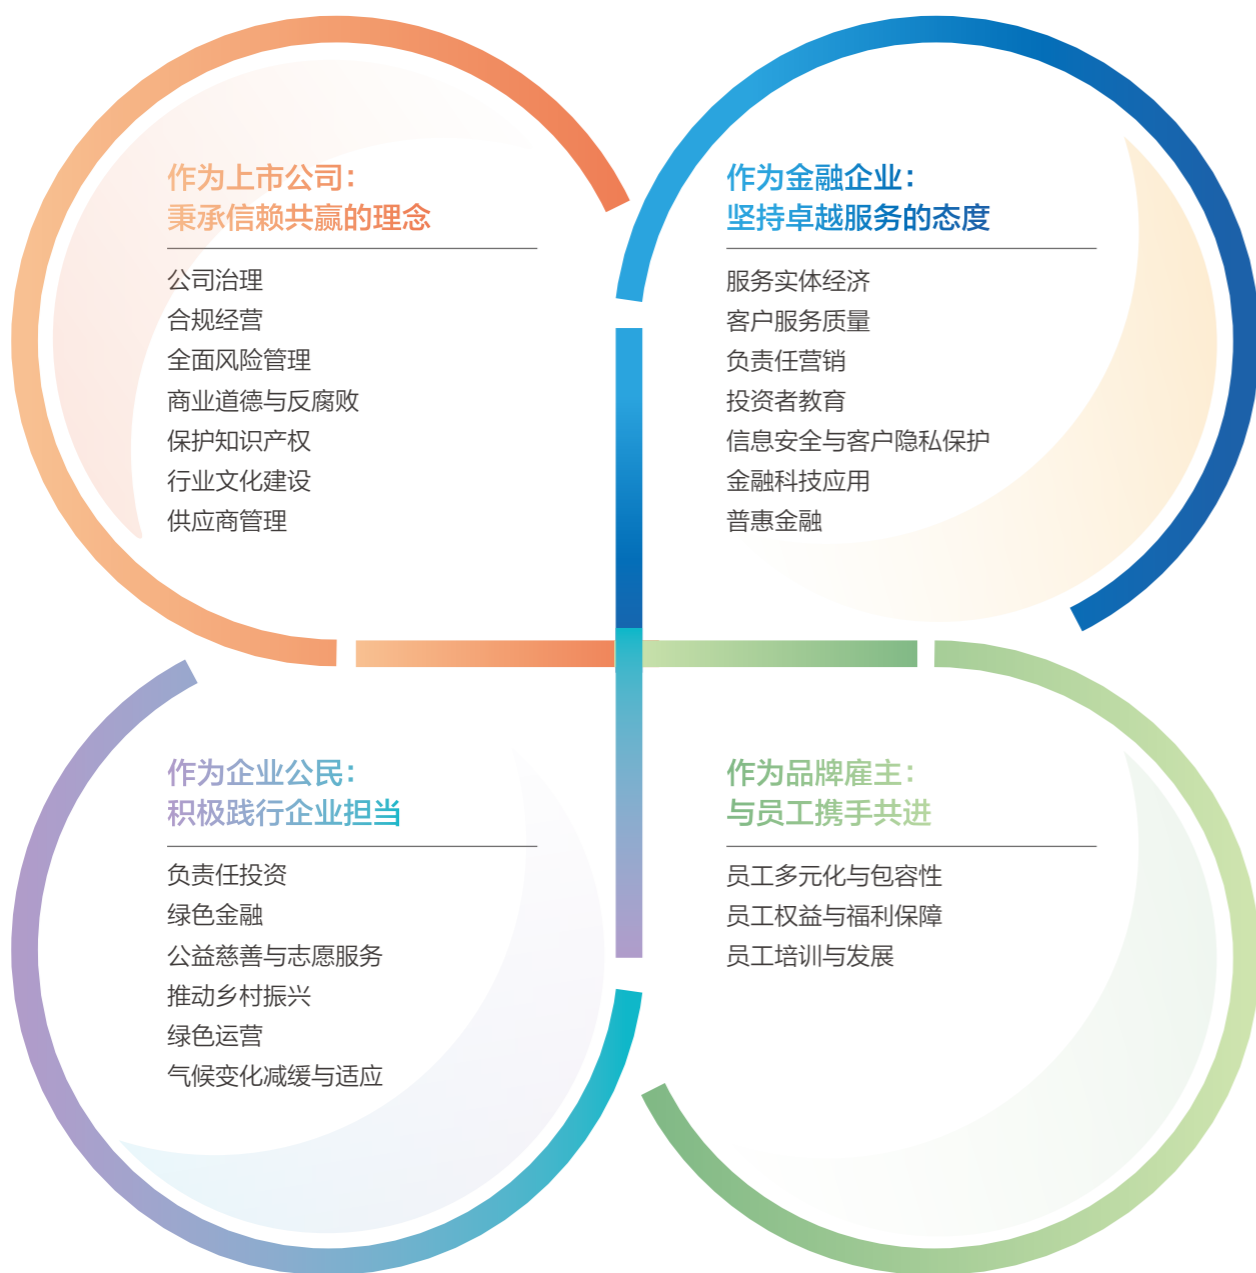 作为上市公司：
秉承信赖共赢的理念
公司治理
合规经营
全面风险管理
商业道德与反腐败
保护知识产权
行业文化建设
供应商管理
作为金融企业：
坚持卓越服务的态度
服务实体经济
客户服务质量
负责任营销
投资者教育
信息安全与客户隐私保护
金融科技应用
普惠金融
作为企业公民：
积极践行企业担当
负责任投资
绿色金融
公益慈善与志愿服务
推动乡村振兴
绿色运营
气候变化减缓与适应
作为品牌雇主：
与员工携手共进
员工多元化与包容性
员工权益与福利保障
员工培训与发展